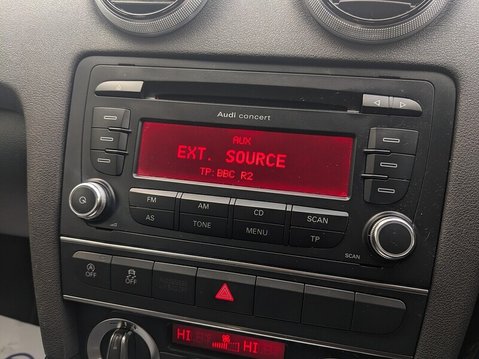 Audi concert
AUX
EXT. SOURCE
TP:BBC R2
FM AM CD SCAN
AS TONE MENU TP
SCAN
OFF OFF
HI HI